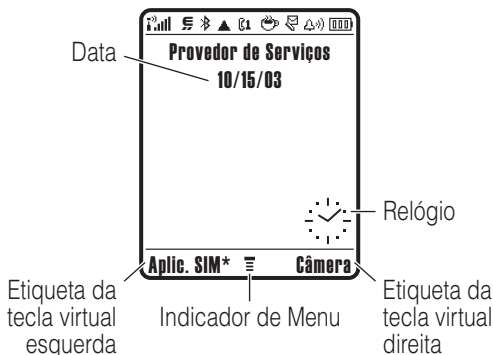 Provedor de Serviços
Data
10/15/03
Relógio
Aplic. SIM* Câmera
Etiqueta da
tecla virtual
esquerda
Indicador de Menu
Etiqueta da
tecla virtual
direita